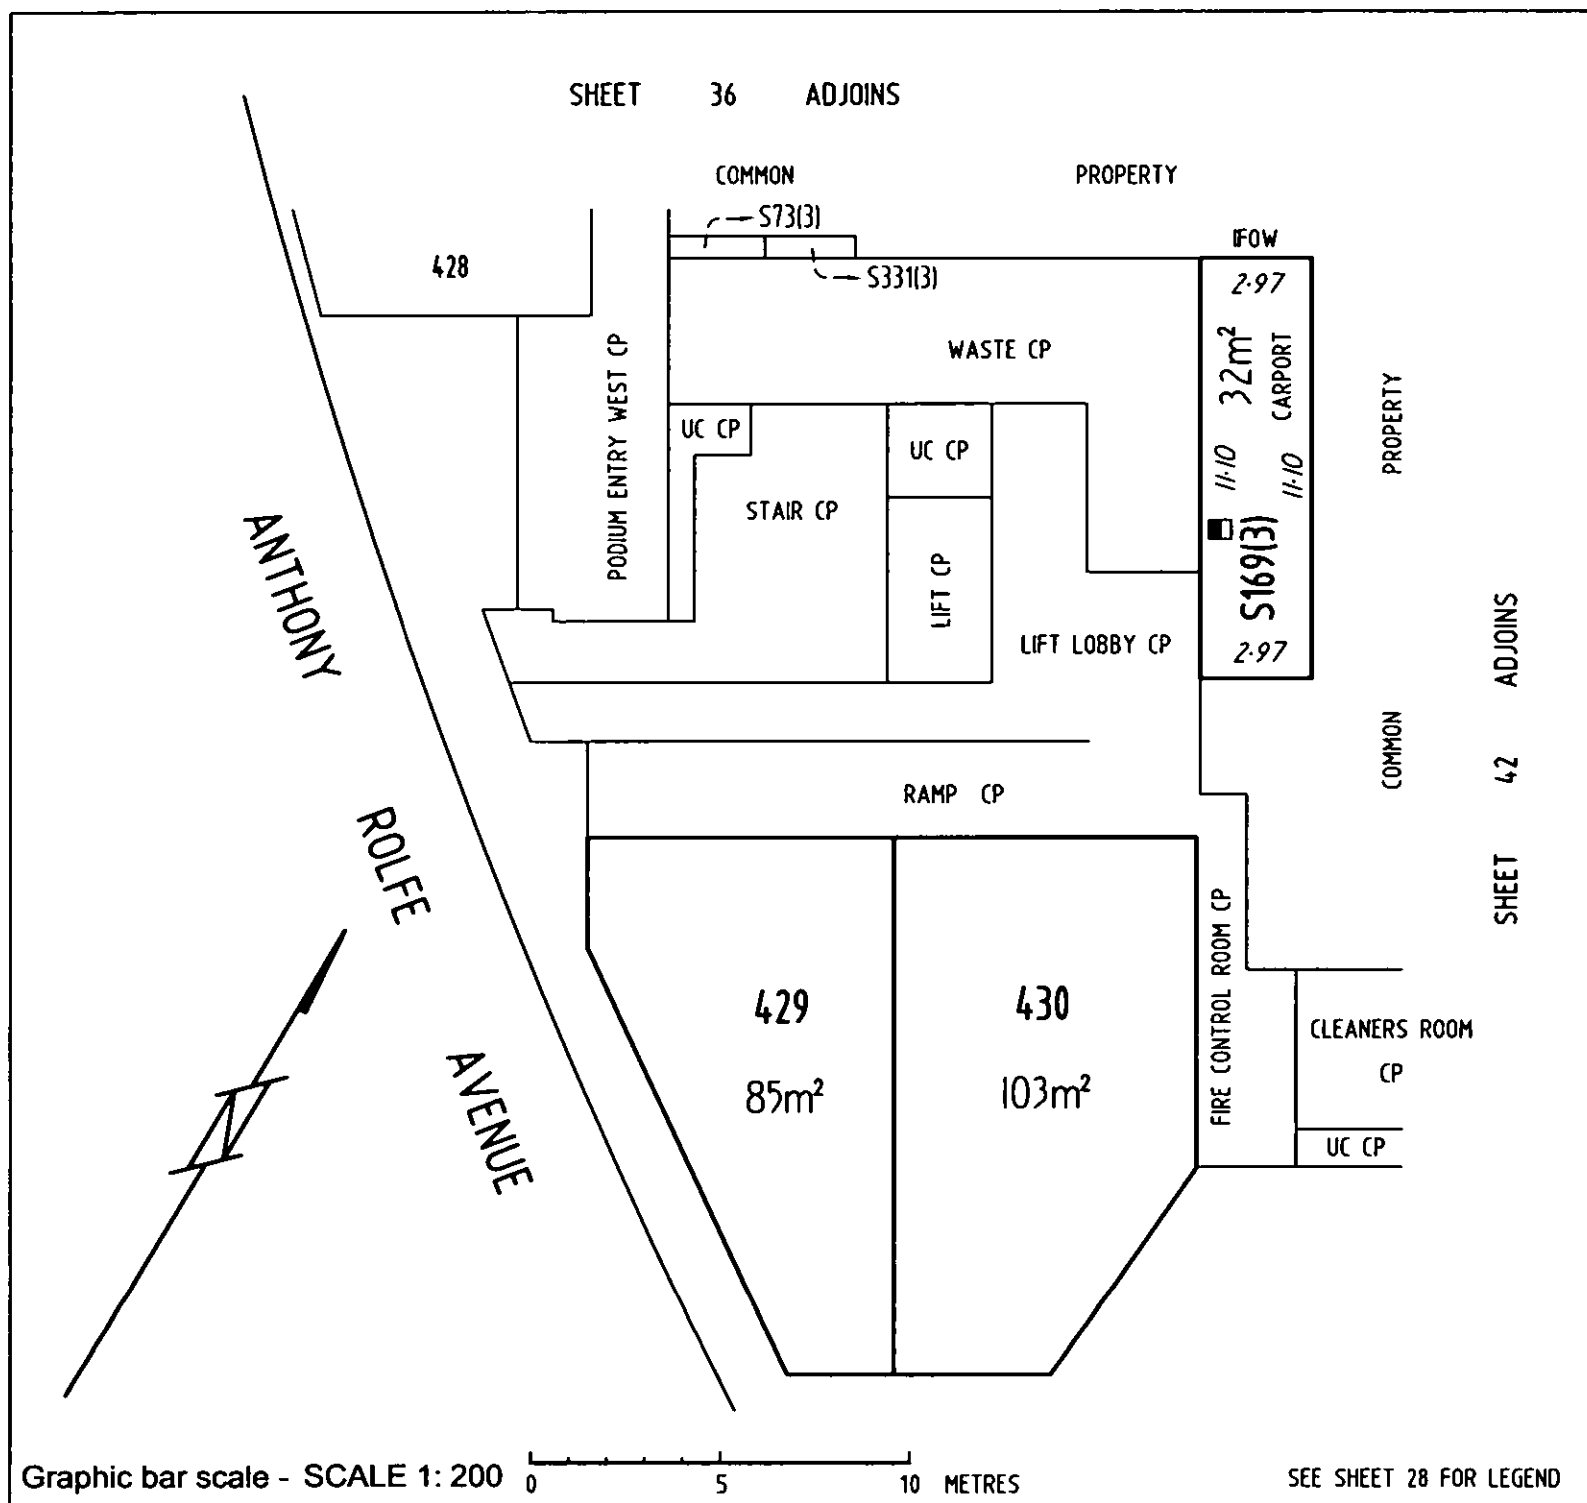 SHEET 36 ADJOINS
COMMON PROPERTY
S73(3)
S331(3)
428
IFOW
2·97
32m²
CARPORT
11·10
11·10
S169(3)
2·97
WASTE CP
PODIUM ENTRY WEST CP
UC CP
UC CP
STAIR CP
LIFT CP
LIFT LOBBY CP
COMMON PROPERTY
SHEET 42 ADJOINS
RAMP CP
ANTHONY ROLFE AVENUE
429
85m²
430
103m²
FIRE CONTROL ROOM CP
CLEANERS ROOM
CP
UC CP
N
Graphic bar scale - SCALE 1: 200
0 5 10 METRES
SEE SHEET 28 FOR LEGEND